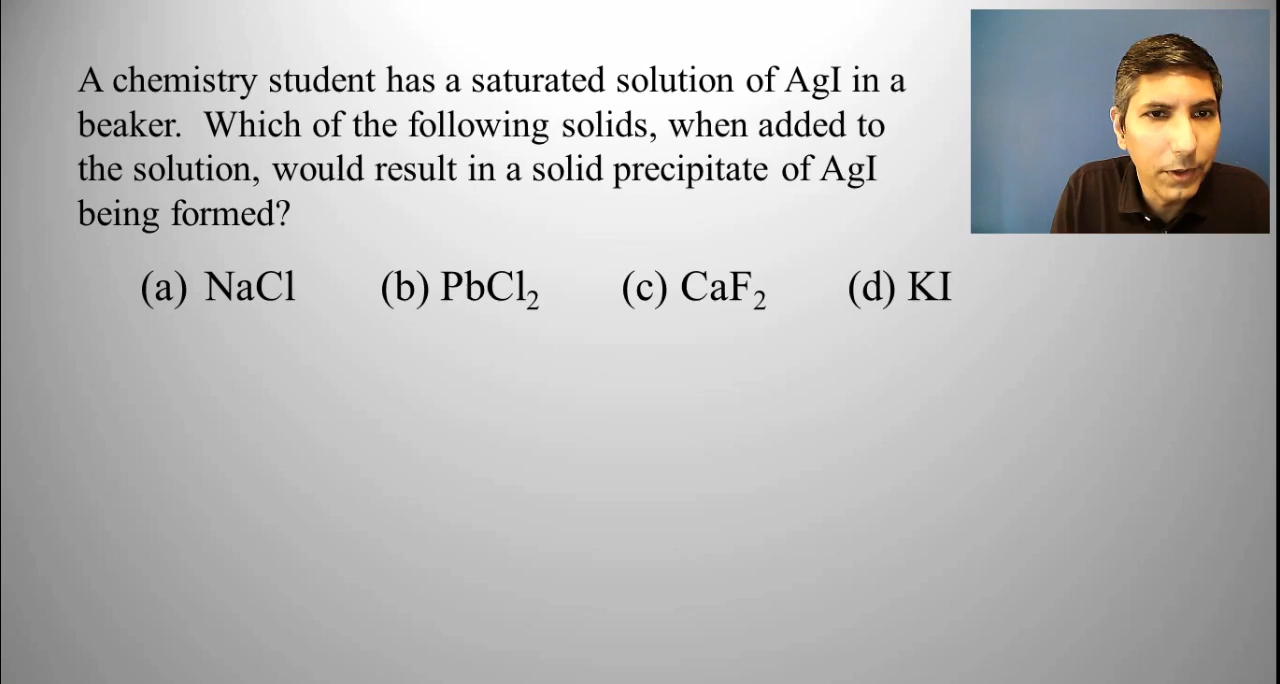 A chemistry student has a saturated solution of AgI in a
beaker.  Which of the following solids, when added to
the solution, would result in a solid precipitate of AgI
being formed?
(a) NaCl (b) PbCl₂ (c) CaF₂ (d) KI